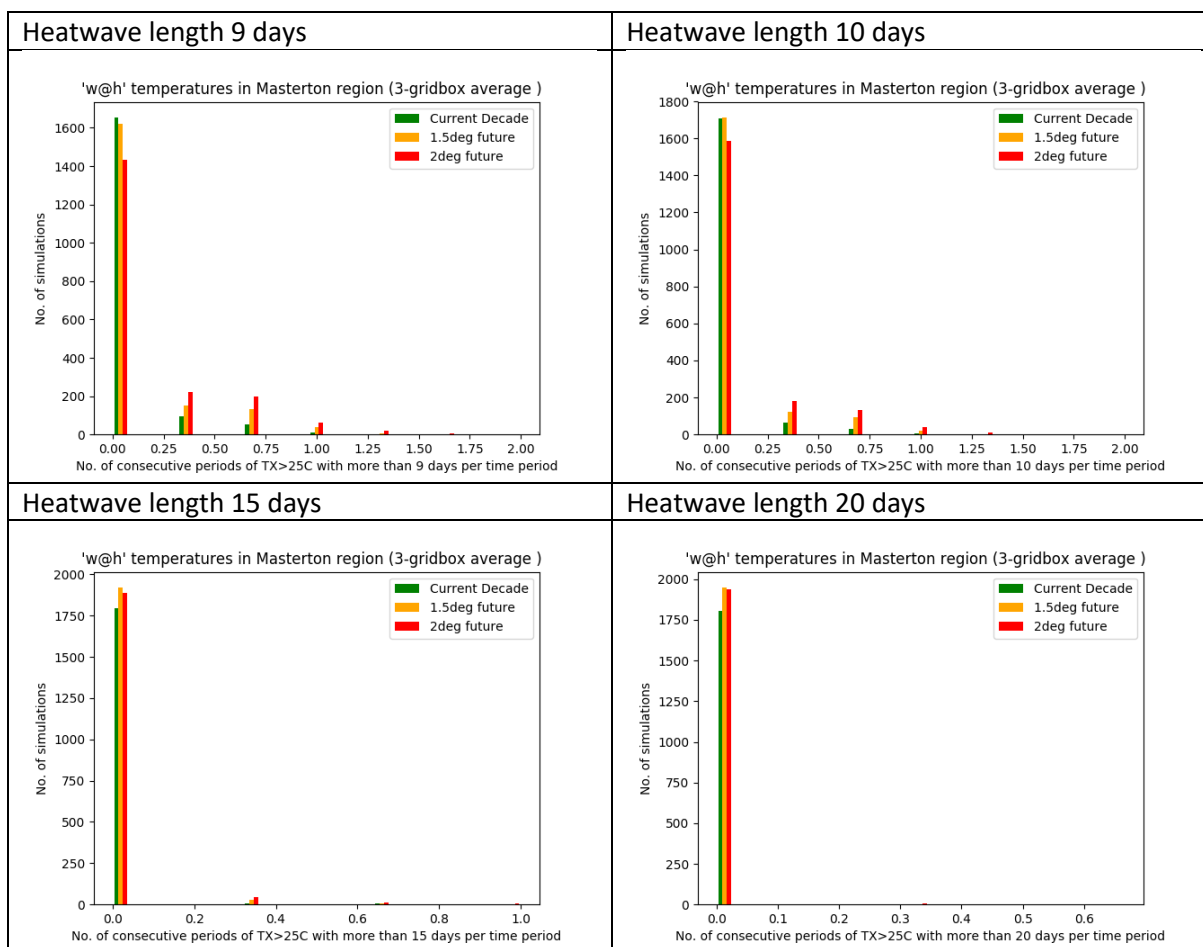 Heatwave length 9 days
'w@h' temperatures in Masterton region (3-gridbox average )
Current Decade
1.5deg future
2deg future
No. of simulations
1600
1400
1200
1000
800
600
400
200
0
0.00 0.25 0.50 0.75 1.00 1.25 1.50 1.75 2.00
No. of consecutive periods of TX>25C with more than 9 days per time period
Heatwave length 10 days
'w@h' temperatures in Masterton region (3-gridbox average )
Current Decade
1.5deg future
2deg future
No. of simulations
1800
1600
1400
1200
1000
800
600
400
200
0
0.00 0.25 0.50 0.75 1.00 1.25 1.50 1.75 2.00
No. of consecutive periods of TX>25C with more than 10 days per time period
Heatwave length 15 days
'w@h' temperatures in Masterton region (3-gridbox average )
Current Decade
1.5deg future
2deg future
No. of simulations
2000
1750
1500
1250
1000
750
500
250
0
0.0 0.2 0.4 0.6 0.8 1.0
No. of consecutive periods of TX>25C with more than 15 days per time period
Heatwave length 20 days
'w@h' temperatures in Masterton region (3-gridbox average )
Current Decade
1.5deg future
2deg future
No. of simulations
2000
1750
1500
1250
1000
750
500
250
0
0.0 0.1 0.2 0.3 0.4 0.5 0.6
No. of consecutive periods of TX>25C with more than 20 days per time period